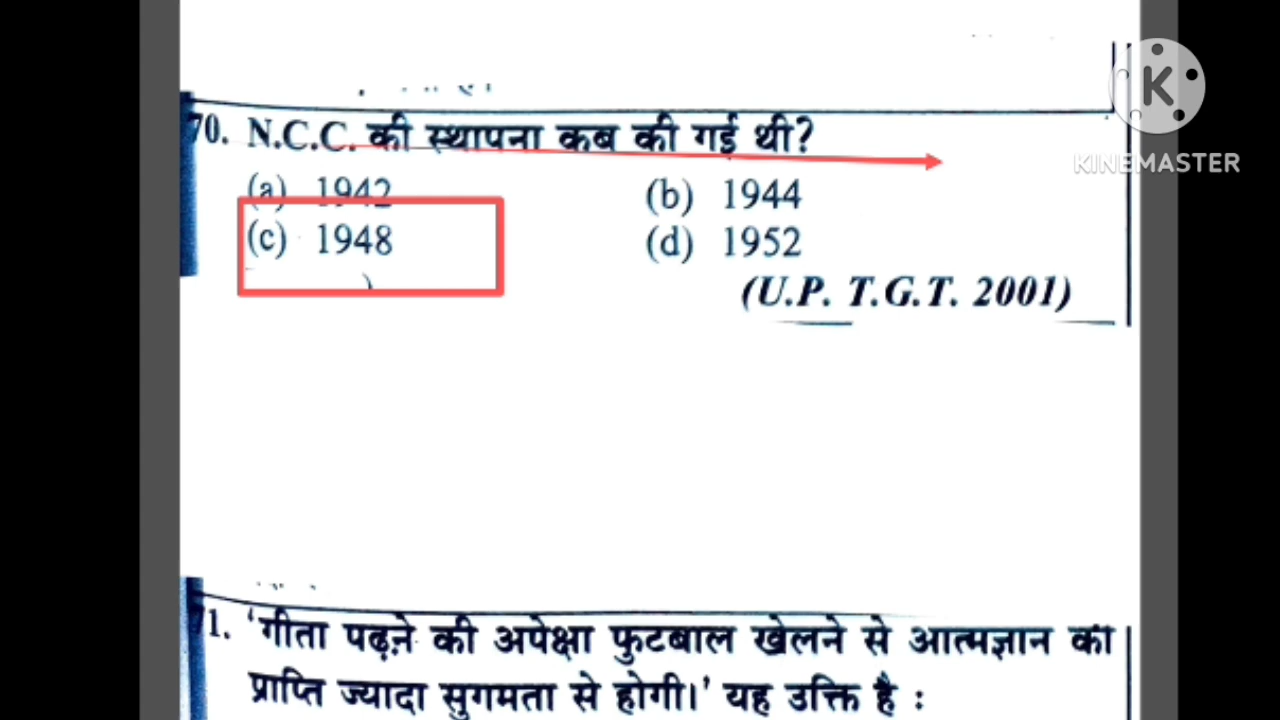 KINEMASTER
70. N.C.C. की स्थापना कब की गई थी?
(a) 1942 (b) 1944
(c) 1948 (d) 1952
(U.P. T.G.T. 2001)
71. 'गीता पढ़ने की अपेक्षा फुटबाल खेलने से आत्मज्ञान की
प्राप्ति ज्यादा सुगमता से होगी।' यह उक्ति है :